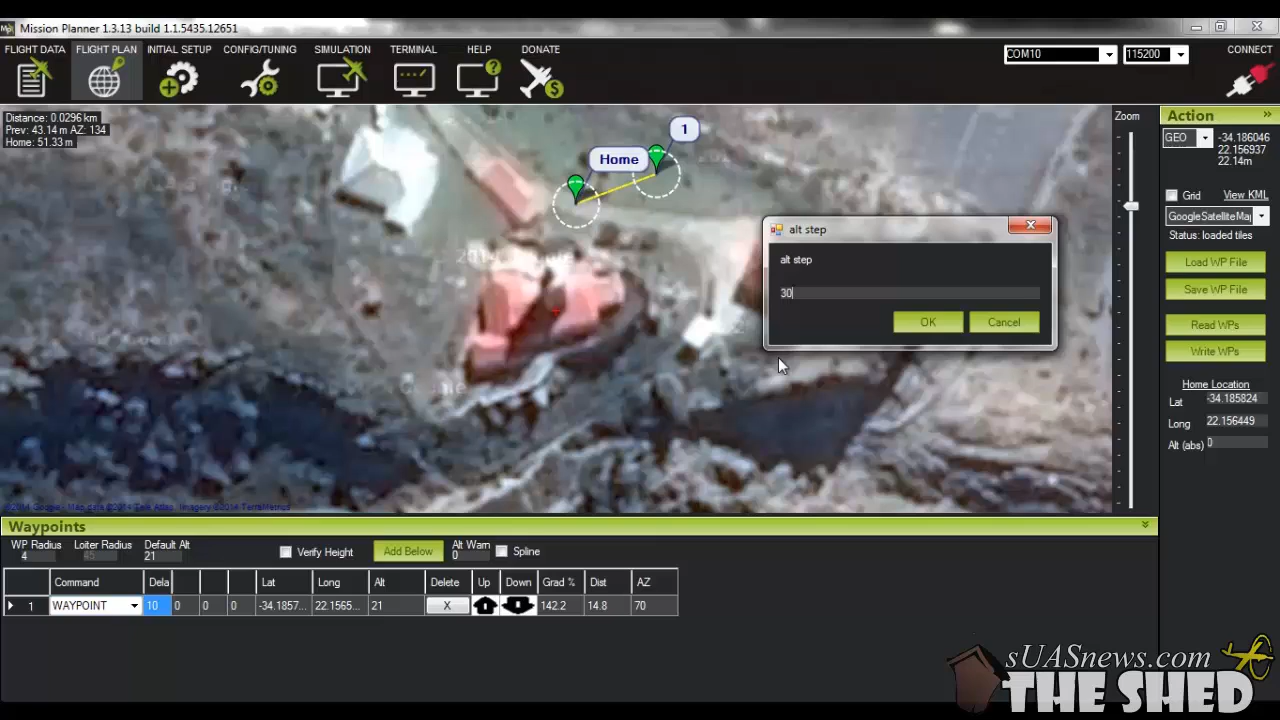 Mission Planner 1.3.13 build 1.1.5435.12651
FLIGHT DATA FLIGHT PLAN INITIAL SETUP CONFIG/TUNING SIMULATION TERMINAL HELP DONATE
COM10 115200 CONNECT
Distance: 0.0296 km
Prev: 43.14 m AZ: 134
Home: 51.33 m
Zoom
Action
GEO -34.186046
22.156937
22.14m
Grid View KML
GoogleSatelliteMap
Status: loaded tiles
Load WP File
Save WP File
Read WPs
Write WPs
Home Location
Lat -34.185824
Long 22.156449
Alt (abs) 0
1
Home
alt step
alt step
30
OK Cancel
Waypoints
WP Radius Loiter Radius Default Alt
4 45 21
Verify Height Add Below Alt Warn 0 Spline
Command Dela Lat Long Alt Delete Up Down Grad % Dist AZ
1 WAYPOINT 10 0 0 0 -34.1857... 22.1565... 21 X 142.2 14.8 70
sUASnews.com
THE SHED